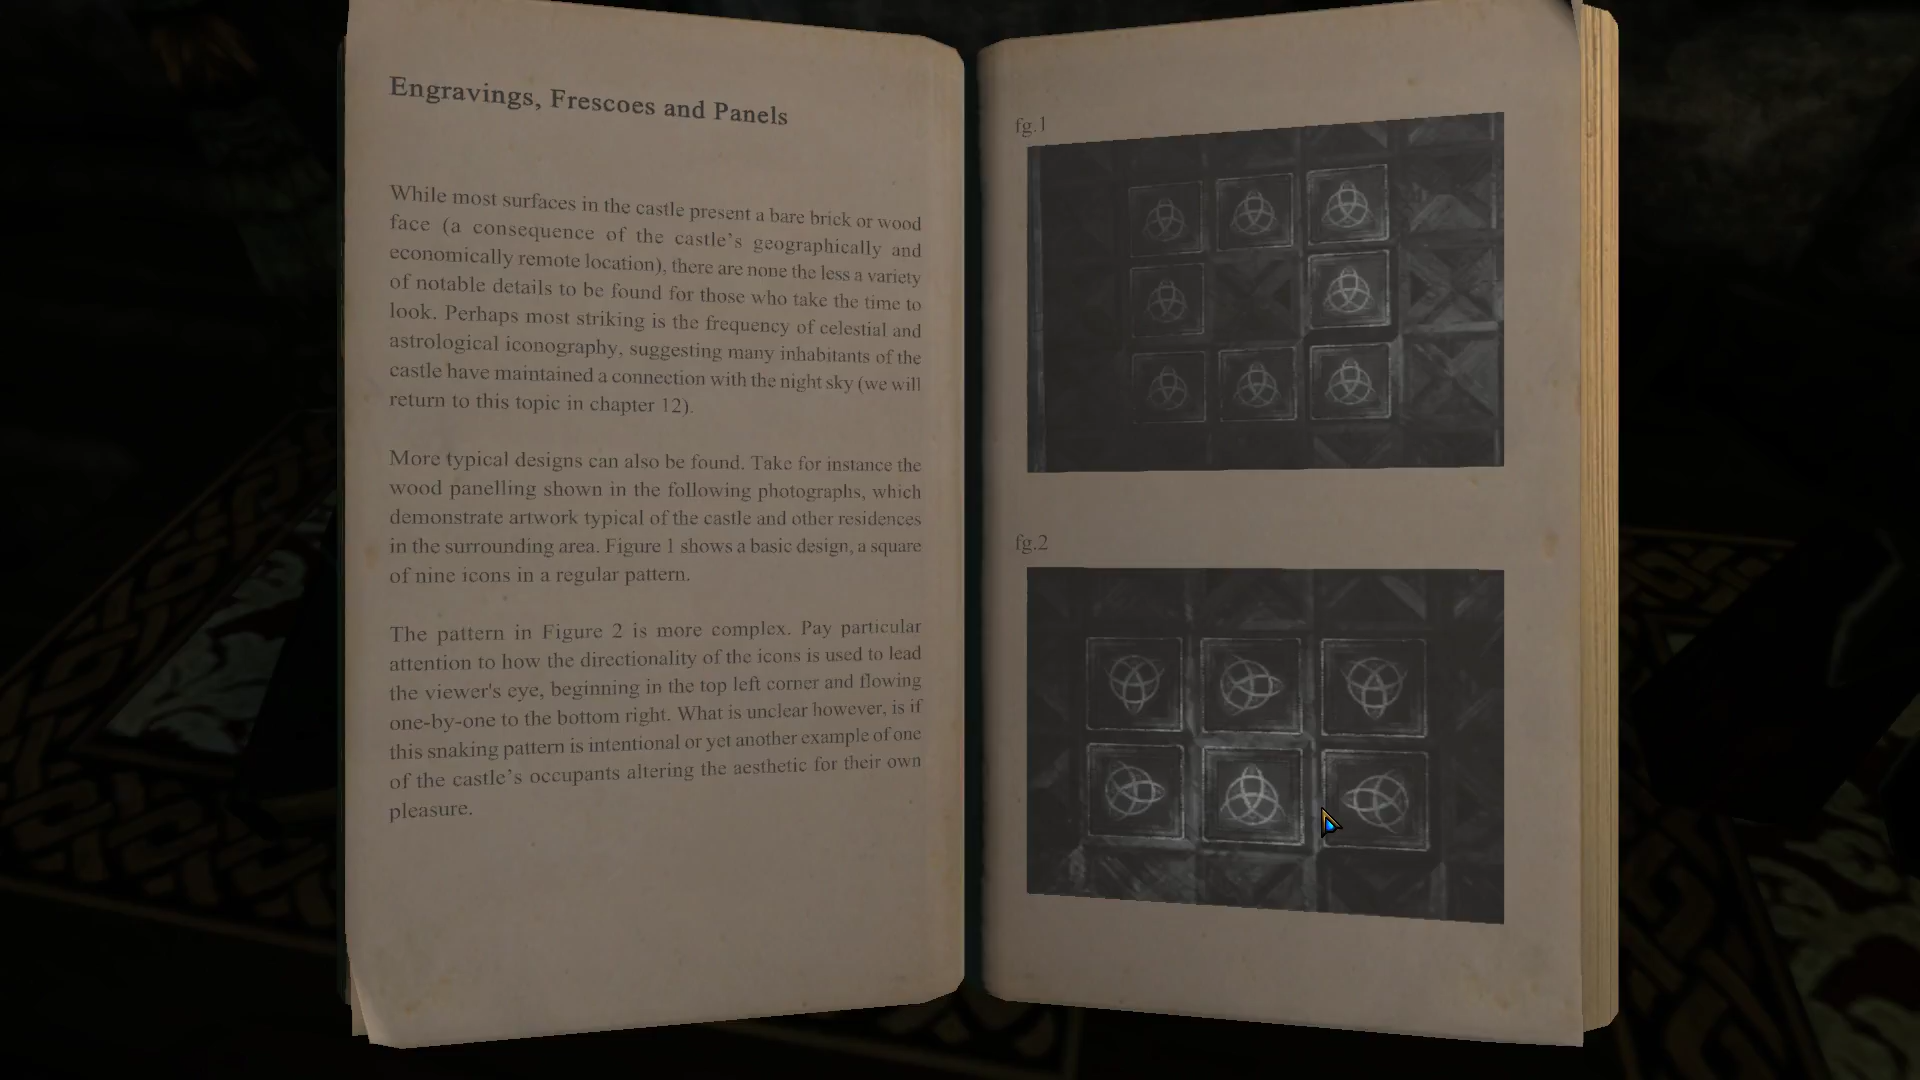 Engravings, Frescoes and Panels
While most surfaces in the castle present a bare brick or wood
face (a consequence of the castle's geographically and
economically remote location), there are none the less a variety
of notable details to be found for those who take the time to
look. Perhaps most striking is the frequency of celestial and
astrological iconography, suggesting many inhabitants of the
castle have maintained a connection with the night sky (we will
return to this topic in chapter 12).
More typical designs can also be found. Take for instance the
wood panelling shown in the following photographs, which
demonstrate artwork typical of the castle and other residences
in the surrounding area. Figure 1 shows a basic design, a square
of nine icons in a regular pattern.
The pattern in Figure 2 is more complex. Pay particular
attention to how the directionality of the icons is used to lead
the viewer's eye, beginning in the top left corner and flowing
one-by-one to the bottom right. What is unclear however, is if
this snaking pattern is intentional or yet another example of one
of the castle's occupants altering the aesthetic for their own
pleasure.
fg.1
fg.2